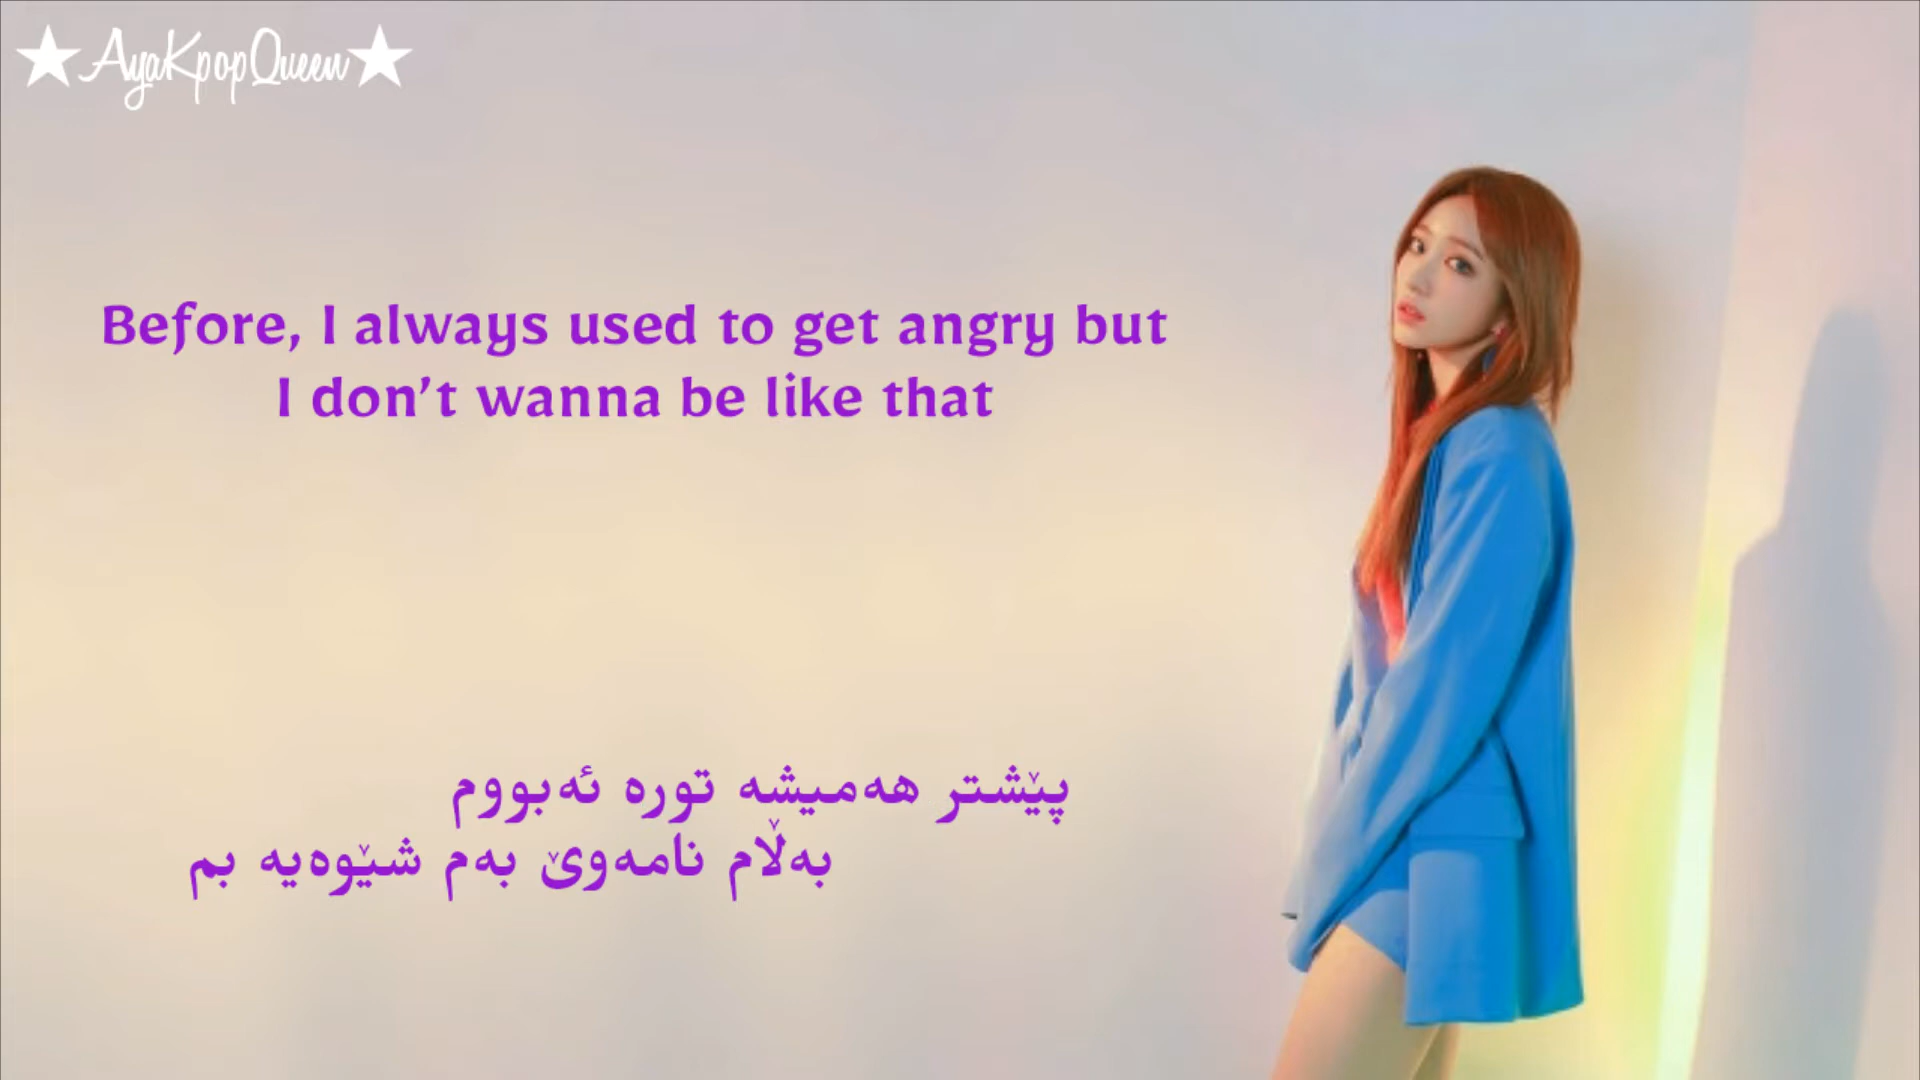 ★AyaKpopQueen★
Before, I always used to get angry but
I don't wanna be like that
پێشتر هەمیشە تورە ئەبووم
بەڵام نامەوێ بەم شێوەیە بم